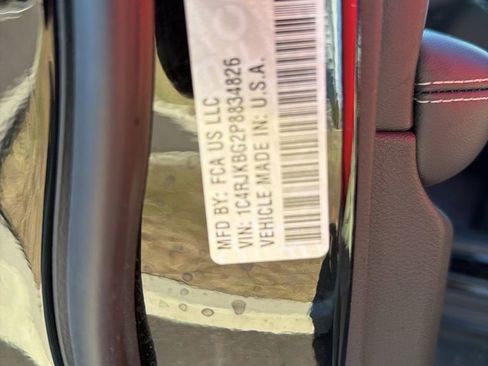 MFD BY: FCA US LLC
VIN: 1C4RJKBG2P8834826
VEHICLE MADE IN: U.S.A.